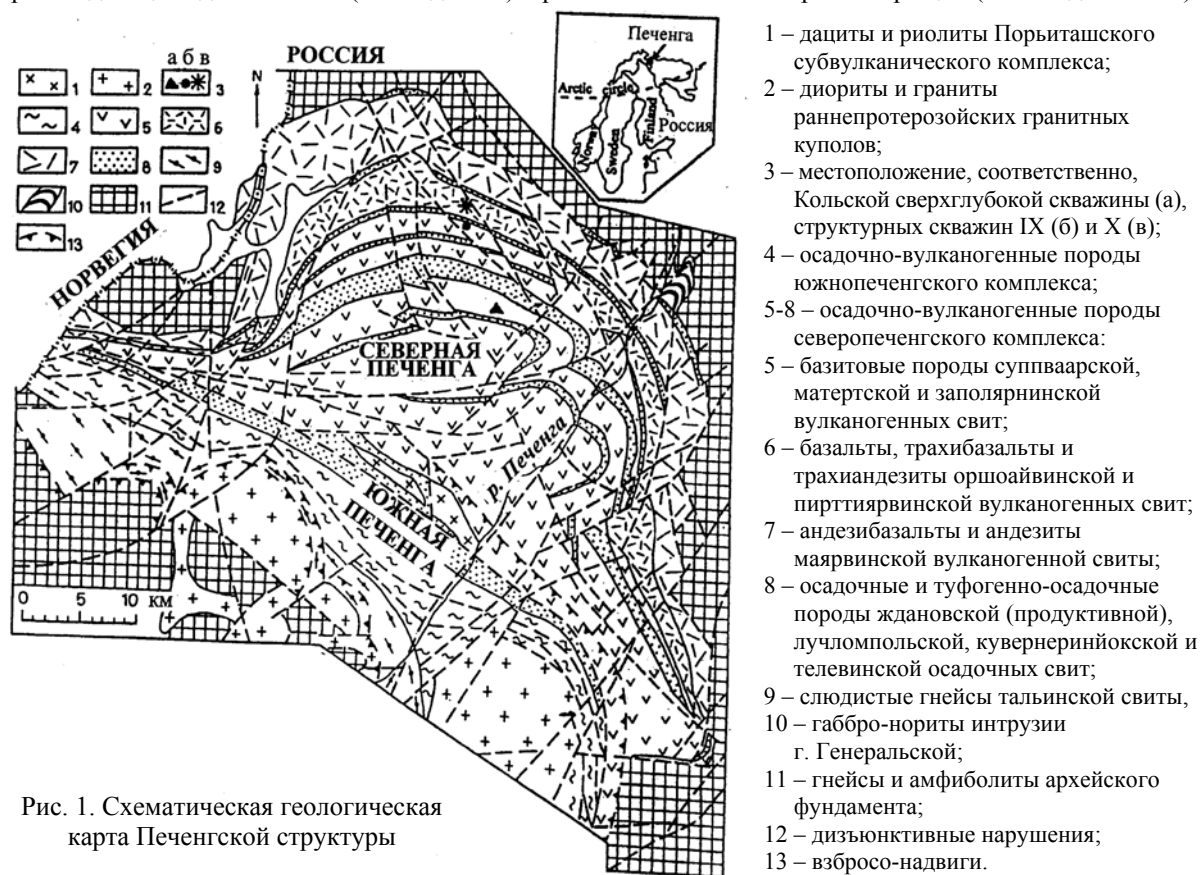 а б в
1
2
3
4
5
6
7
8
9
10
11
12
13
N
РОССИЯ
НОРВЕГИЯ
Печенга
Arctic circle
Norway
Sweden
Finland
Россия
СЕВЕРНАЯ
ПЕЧЕНГА
р. Печенга
ЮЖНАЯ
ПЕЧЕНГА
0 5 10 км
Рис. 1. Схематическая геологическая
карта Печенгской структуры
1 – дациты и риолиты Порьиташского
субвулканического комплекса;
2 – диориты и граниты
раннепротерозойских гранитных
куполов;
3 – местоположение, соответственно,
Кольской сверхглубокой скважины (а),
структурных скважин IX (б) и X (в);
4 – осадочно-вулканогенные породы
южнопеченгского комплекса;
5-8 – осадочно-вулканогенные породы
северопеченгского комплекса:
5 – базитовые породы суппваарской,
матертской и заполярнинской
вулканогенных свит;
6 – базальты, трахибазальты и
трахиандезиты оршоайвинской и
пирттиярвинской вулканогенных свит;
7 – андезибазальты и андезиты
маярвинской вулканогенной свиты;
8 – осадочные и туфогенно-осадочные
породы ждановской (продуктивной),
лучломпольской, кувернеринйокской и
телевинской осадочных свит;
9 – слюдистые гнейсы тальинской свиты,
10 – габбро-нориты интрузии
г. Генеральской;
11 – гнейсы и амфиболиты архейского
фундамента;
12 – дизъюнктивные нарушения;
13 – взбросо-надвиги.